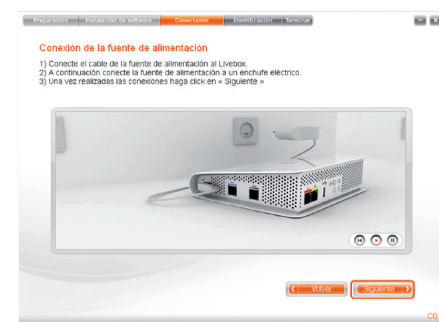 Preparación Instalación de software Conectando Identificación Terminar
Conexión de la fuente de alimentación
1) Conecte el cable de la fuente de alimentación al Livebox.
2) A continuación conecte la fuente de alimentación a un enchufe eléctrico.
3) Una vez realizadas las conexiones haga click en « Siguiente »
Volver Siguiente